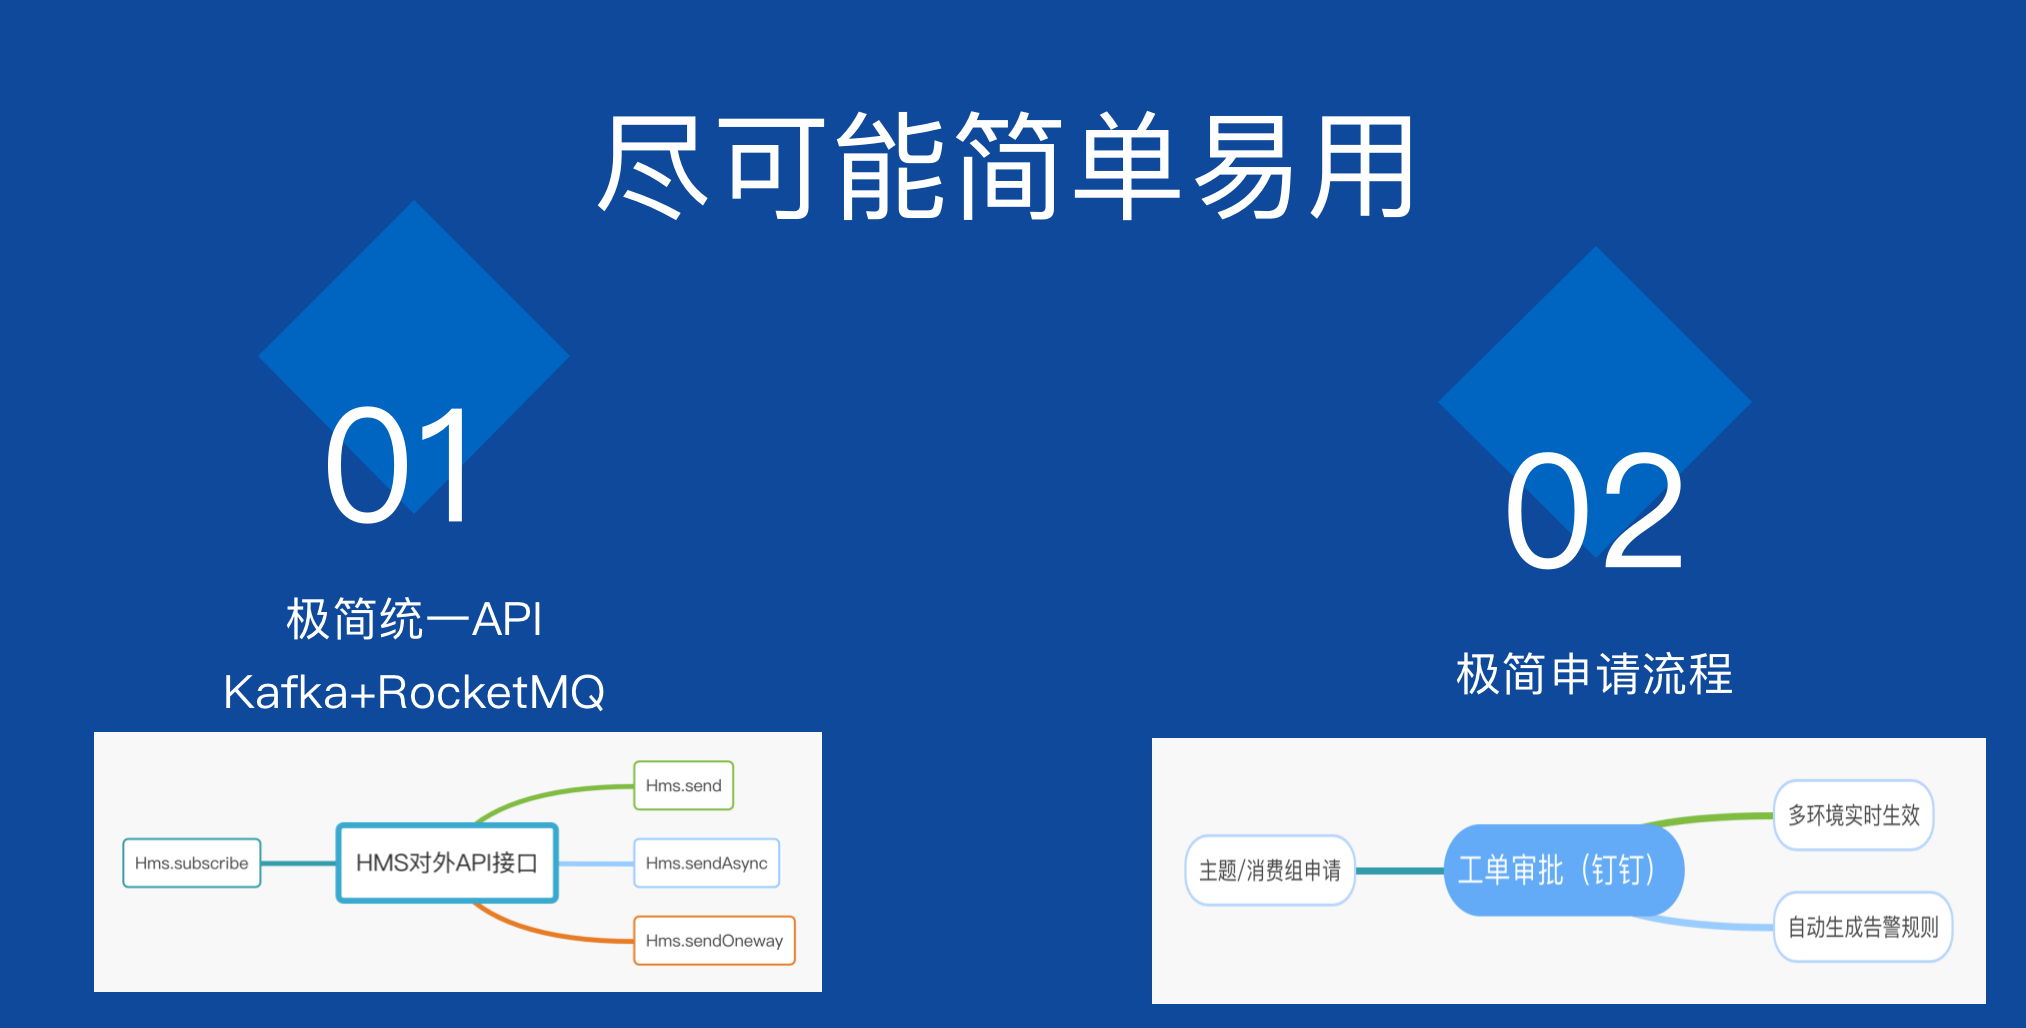 尽可能简单易用
01
极简统一API
Kafka+RocketMQ
Hms.subscribe
HMS对外API接口
Hms.send
Hms.sendAsync
Hms.sendOneway
02
极简申请流程
主题/消费组申请
工单审批（钉钉）
多环境实时生效
自动生成告警规则